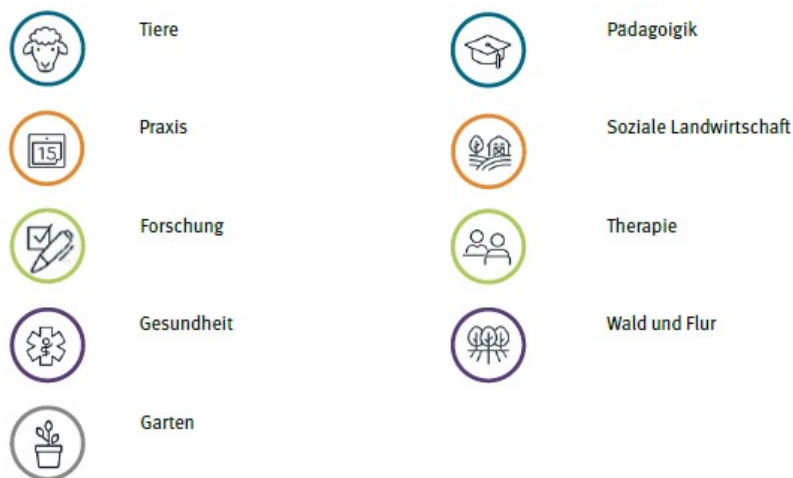 Tiere
Pädagoigik
Praxis
15
Soziale Landwirtschaft
Forschung
Therapie
Gesundheit
Wald und Flur
Garten